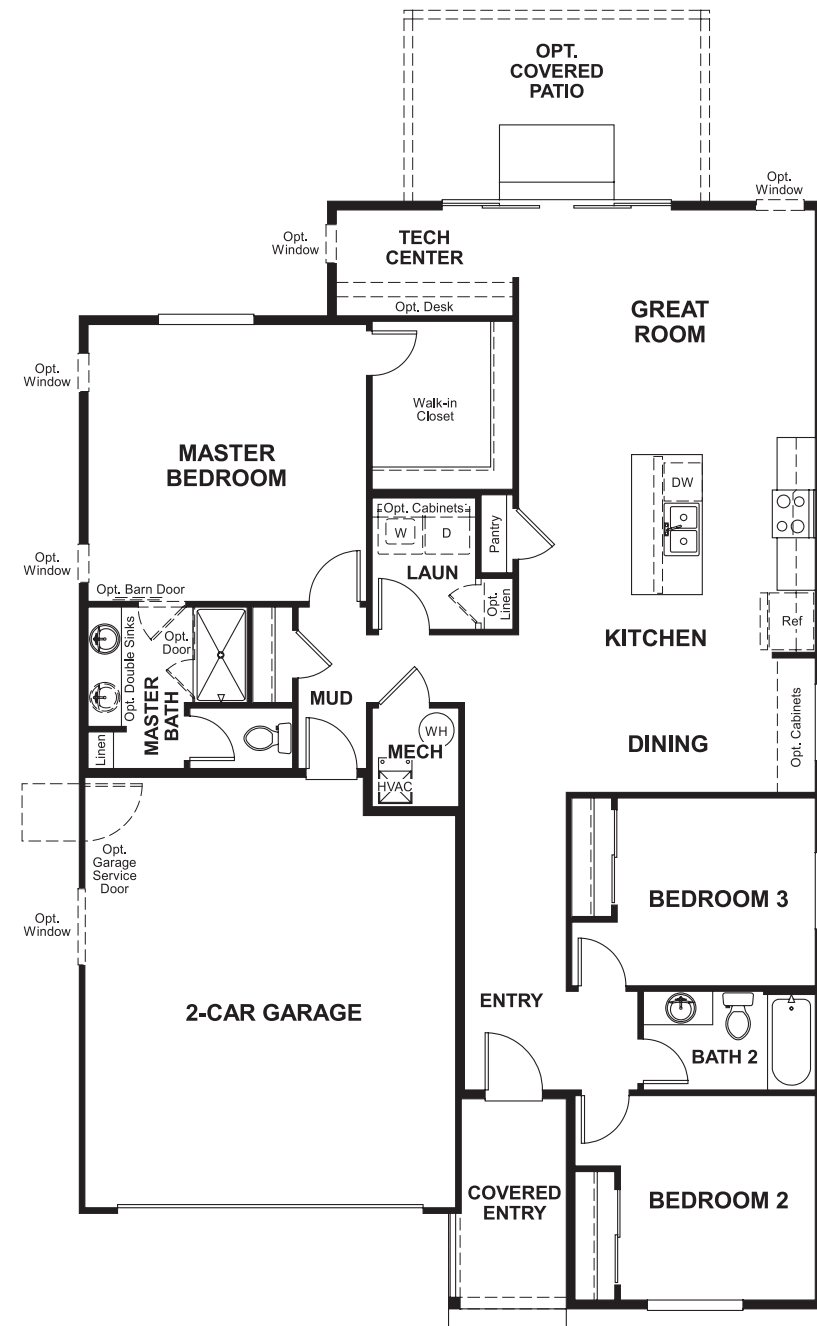 OPT.
COVERED
PATIO
Opt.
Window
Opt.
Window
TECH
CENTER
Opt. Desk
GREAT
ROOM
Opt.
Window
Walk-in
Closet
MASTER
BEDROOM
DW
Opt. Cabinets
W
D
Pantry
Opt.
Window
LAUN
Opt. Barn Door
Opt.
Linen
Opt. Double Sinks
Opt.
Door
Ref
KITCHEN
MASTER
BATH
MUD
Linen
WH
MECH
HVAC
DINING
Opt. Cabinets
Opt.
Garage
Service
Door
Opt.
Window
BEDROOM 3
ENTRY
2-CAR GARAGE
BATH 2
COVERED
ENTRY
BEDROOM 2